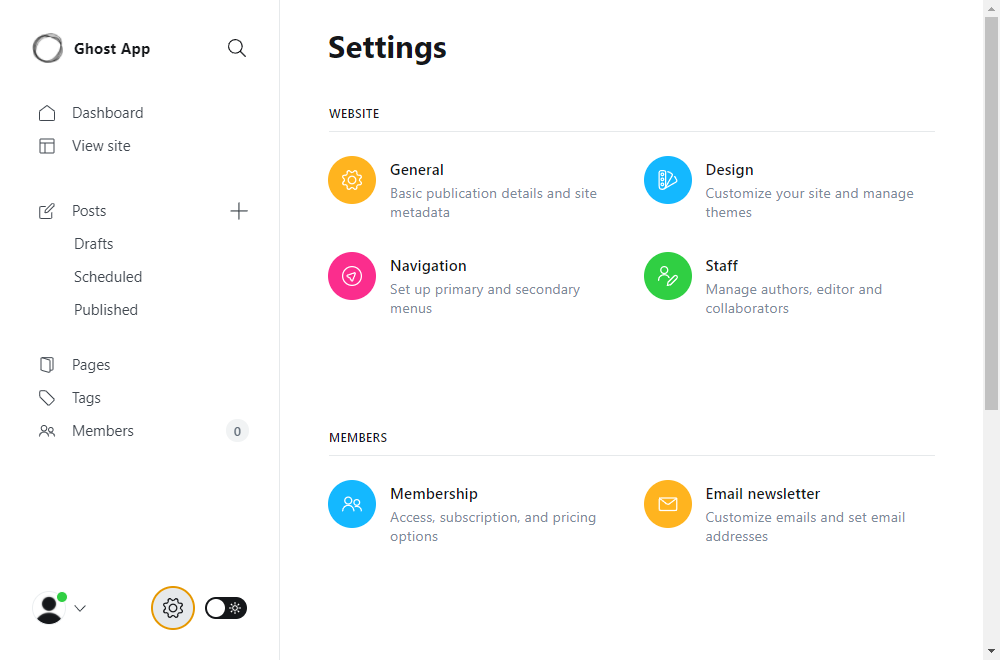 Ghost App
Dashboard
View site
Posts
Drafts
Scheduled
Published
Pages
Tags
Members
0
Settings
WEBSITE
General
Basic publication details and site
metadata
Design
Customize your site and manage
themes
Navigation
Set up primary and secondary
menus
Staff
Manage authors, editor and
collaborators
MEMBERS
Membership
Access, subscription, and pricing
options
Email newsletter
Customize emails and set email
addresses